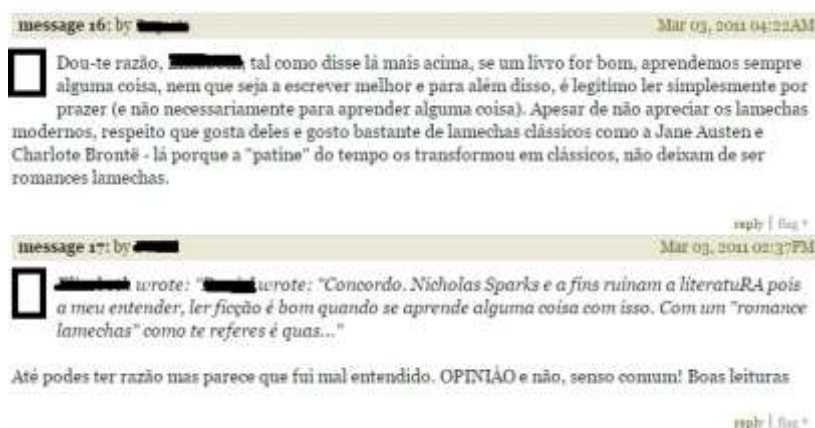 message 16: by
Mar 03, 2011 04:22AM
Dou-te razão, , tal como disse lá mais acima, se um livro for bom, aprendemos sempre
alguma coisa, nem que seja a escrever melhor e para além disso, é legítimo ler simplesmente por
prazer (e não necessariamente para aprender alguma coisa). Apesar de não apreciar os lamechas
modernos, respeito que gosta deles e gosto bastante de lamechas clássicos como a Jane Austen e
Charlote Brontë - lá porque a "patine" do tempo os transformou em clássicos, não deixam de ser
romances lamechas.
reply | flag *
message 17: by
Mar 03, 2011 02:37PM
wrote: " wrote: "Concordo. Nicholas Sparks e a fins ruinam a literatuRA pois
a meu entender, ler ficção é bom quando se aprende alguma coisa com isso. Com um "romance
lamechas" como te referes é quas..."
Até podes ter razão mas parece que fui mal entendido. OPINIÃO e não, senso comum! Boas leituras
reply | flag *